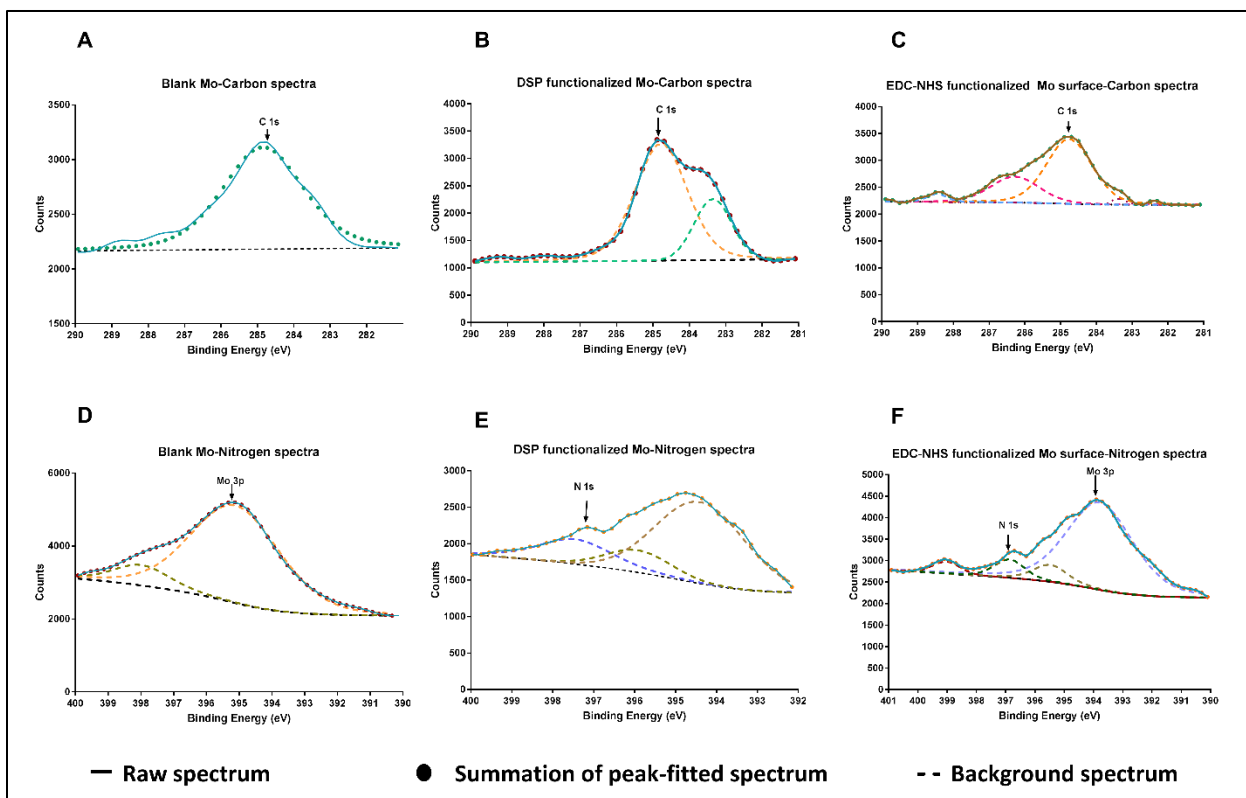 A
Blank Mo-Carbon spectra
C 1s
Counts
3500
3000
2500
2000
1500
290 289 288 287 286 285 284 283 282
Binding Energy (eV)
B
DSP functionalized Mo-Carbon spectra
C 1s
Counts
4000
3500
3000
2500
2000
1500
1000
500
0
290 289 288 287 286 285 284 283 282 281
Binding Energy (eV)
C
EDC-NHS functionalized Mo surface-Carbon spectra
C 1s
Counts
4000
3500
3000
2500
2000
1500
1000
500
0
290 289 288 287 286 285 284 283 282 281
Binding Energy (eV)
D
Blank Mo-Nitrogen spectra
Mo 3p
Counts
6000
4000
2000
0
400 399 398 397 396 395 394 393 392 391 390
Binding Energy (eV)
E
DSP functionalized Mo-Nitrogen spectra
N 1s
Counts
3000
2500
2000
1500
1000
500
0
400 399 398 397 396 395 394 393 392
Binding Energy (eV)
F
EDC-NHS functionalized Mo surface-Nitrogen spectra
Mo 3p
N 1s
Counts
5000
4500
4000
3500
3000
2500
2000
1500
1000
500
0
401 400 399 398 397 396 395 394 393 392 391 390
Binding Energy (eV)
Raw spectrum
Summation of peak-fitted spectrum
Background spectrum